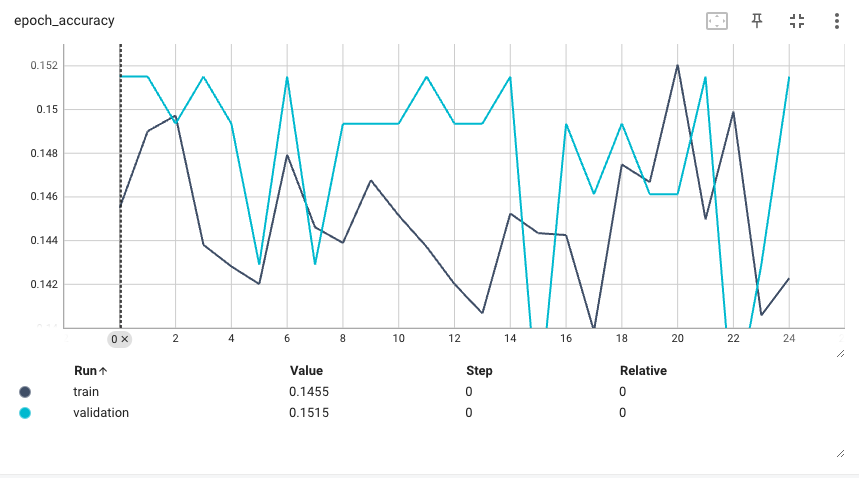 epoch_accuracy
0.152
0.15
0.148
0.146
0.144
0.142
0 × 2 4 6 8 10 12 14 16 18 20 22 24
Run↑ Value Step Relative
train 0.1455 0 0
validation 0.1515 0 0